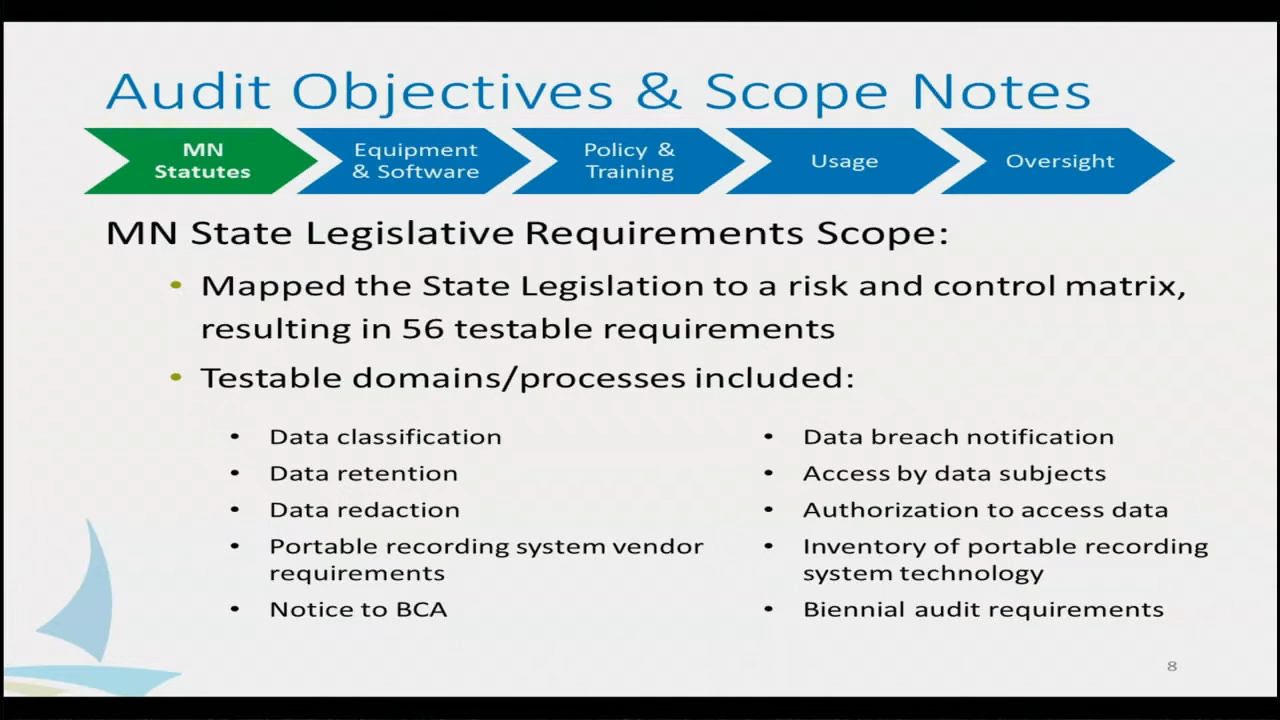 Audit Objectives & Scope Notes
MN
Statutes
Equipment
& Software
Policy &
Training
Usage
Oversight
MN State Legislative Requirements Scope:
• Mapped the State Legislation to a risk and control matrix,
resulting in 56 testable requirements
• Testable domains/processes included:
• Data classification
• Data retention
• Data redaction
• Portable recording system vendor
requirements
• Notice to BCA
• Data breach notification
• Access by data subjects
• Authorization to access data
• Inventory of portable recording
system technology
• Biennial audit requirements
8